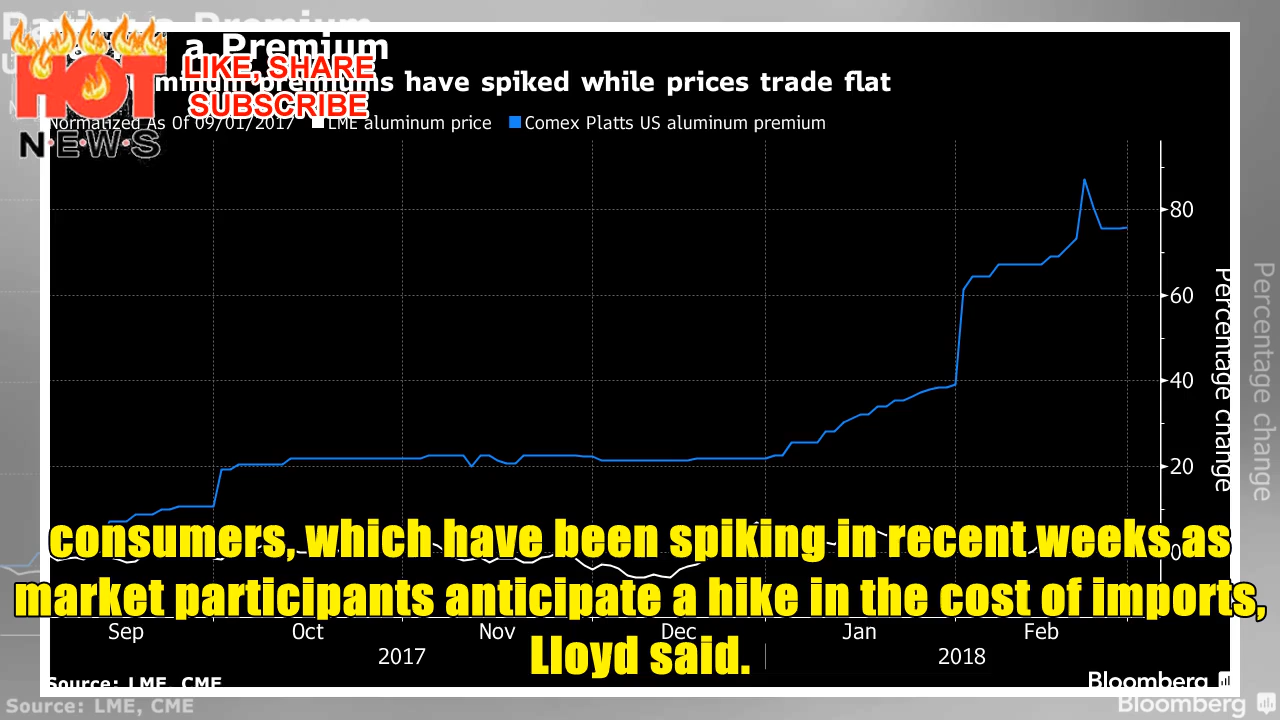 Paying a Premium
a Premium
HOT
NEWS
LIKE, SHARE
SUBSCRIBE
premiums have spiked while prices trade flat
Normalized As Of 09/01/2017 LME aluminum price Comex Platts US aluminum premium
80
60
40
20
0
Percentage change
Percentage change
consumers, which have been spiking in recent weeks as
market participants anticipate a hike in the cost of imports,
Lloyd said.
Sep Oct Nov Dec Jan Feb
2017 2018
Source: LME, CME
Bloomberg
Source: LME, CME
Bloomberg